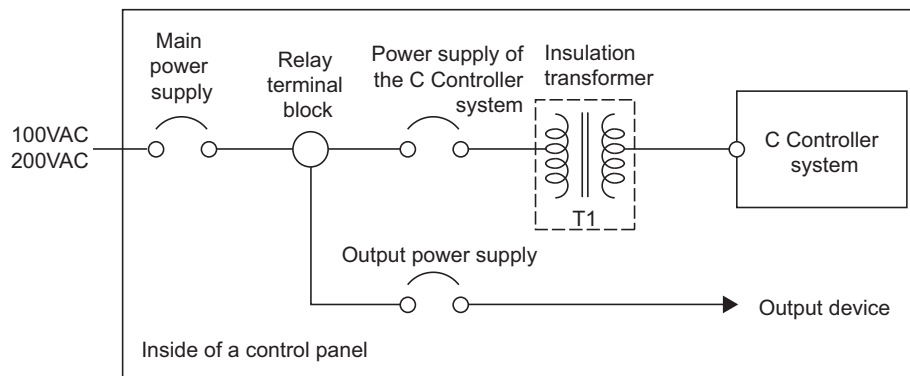 Main
power
supply
Relay
terminal
block
Power supply of
the C Controller
system
Insulation
transformer
100VAC
200VAC
C Controller
system
T1
Output power supply
Output device
Inside of a control panel